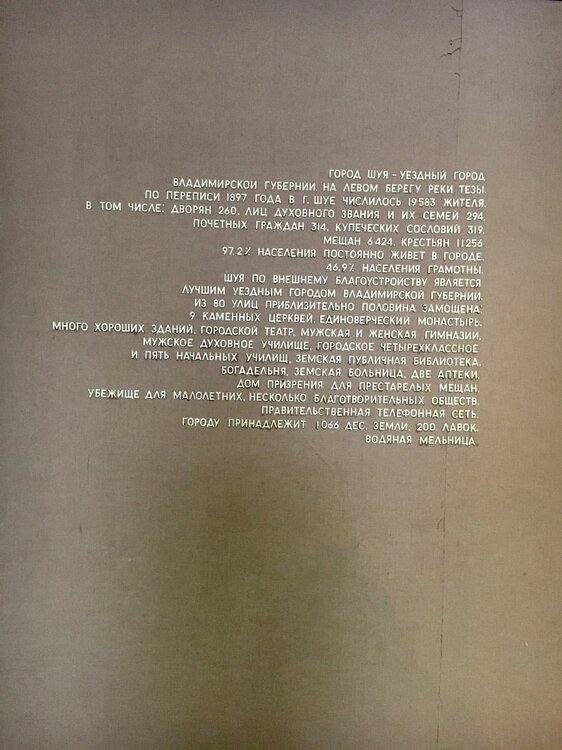 ГОРОД ШУЯ - УЕЗДНЫЙ ГОРОД
ВЛАДИМИРСКОЙ ГУБЕРНИИ, НА ЛЕВОМ БЕРЕГУ РЕКИ ТЕЗЫ.
ПО ПЕРЕПИСИ 1897 ГОДА В Г. ШУЕ ЧИСЛИЛОСЬ 19583 ЖИТЕЛЯ,
В ТОМ ЧИСЛЕ: ДВОРЯН 260, ЛИЦ ДУХОВНОГО ЗВАНИЯ И ИХ СЕМЕЙ 294,
ПОЧЕТНЫХ ГРАЖДАН 314, КУПЕЧЕСКИХ СОСЛОВИЙ 319,
МЕЩАН 6424, КРЕСТЬЯН 11256
97,2% НАСЕЛЕНИЯ ПОСТОЯННО ЖИВЕТ В ГОРОДЕ,
46,9% НАСЕЛЕНИЯ ГРАМОТНЫ.
ШУЯ ПО ВНЕШНЕМУ БЛАГОУСТРОЙСТВУ ЯВЛЯЕТСЯ
ЛУЧШИМ УЕЗДНЫМ ГОРОДОМ ВЛАДИМИРСКОЙ ГУБЕРНИИ.
ИЗ 80 УЛИЦ ПРИБЛИЗИТЕЛЬНО ПОЛОВИНА ЗАМОЩЕНА;
9 КАМЕННЫХ ЦЕРКВЕЙ, ЕДИНОВЕРЧЕСКИЙ МОНАСТЫРЬ,
МНОГО ХОРОШИХ ЗДАНИЙ, ГОРОДСКОЙ ТЕАТР, МУЖСКАЯ И ЖЕНСКАЯ ГИМНАЗИИ,
МУЖСКОЕ ДУХОВНОЕ УЧИЛИЩЕ, ГОРОДСКОЕ ЧЕТЫРЕХКЛАССНОЕ
И ПЯТЬ НАЧАЛЬНЫХ УЧИЛИЩ, ЗЕМСКАЯ ПУБЛИЧНАЯ БИБЛИОТЕКА,
БОГАДЕЛЬНЯ, ЗЕМСКАЯ БОЛЬНИЦА, ДВЕ АПТЕКИ,
ДОМ ПРИЗРЕНИЯ ДЛЯ ПРЕСТАРЕЛЫХ МЕЩАН,
УБЕЖИЩЕ ДЛЯ МАЛОЛЕТНИХ, НЕСКОЛЬКО БЛАГОТВОРИТЕЛЬНЫХ ОБЩЕСТВ,
ПРАВИТЕЛЬСТВЕННАЯ ТЕЛЕФОННАЯ СЕТЬ.
ГОРОДУ ПРИНАДЛЕЖИТ 1066 ДЕС. ЗЕМЛИ, 200 ЛАВОК,
ВОДЯНАЯ МЕЛЬНИЦА.